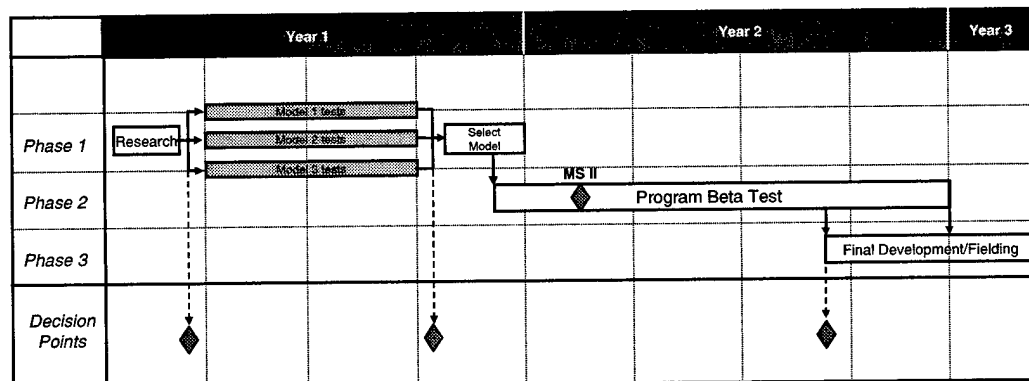 Year 1
Year 2
Year 3
Model 1 tests
Phase 1
Research
Model 2 tests
Select
Model
Model 3 tests
MS II
Phase 2
Program Beta Test
Phase 3
Final Development/Fielding
Decision
Points